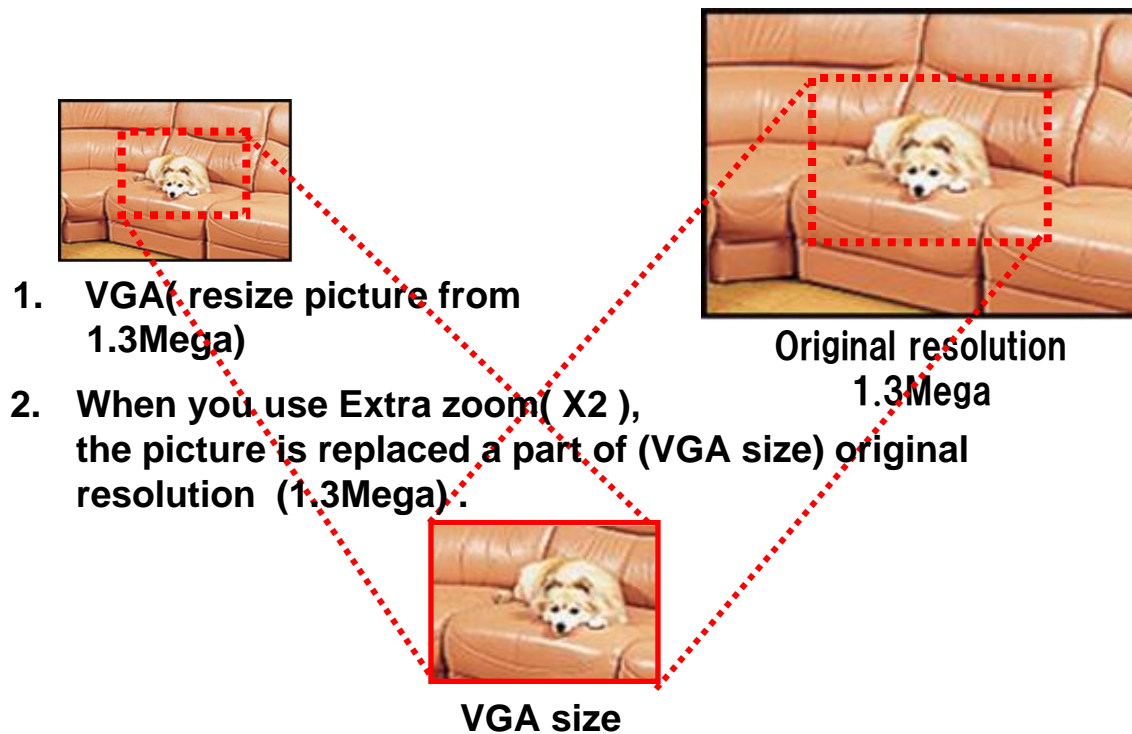 1. VGA( resize picture from
1.3Mega)
Original resolution
1.3Mega
2. When you use Extra zoom( X2 ),
the picture is replaced a part of (VGA size) original
resolution (1.3Mega) .
VGA size